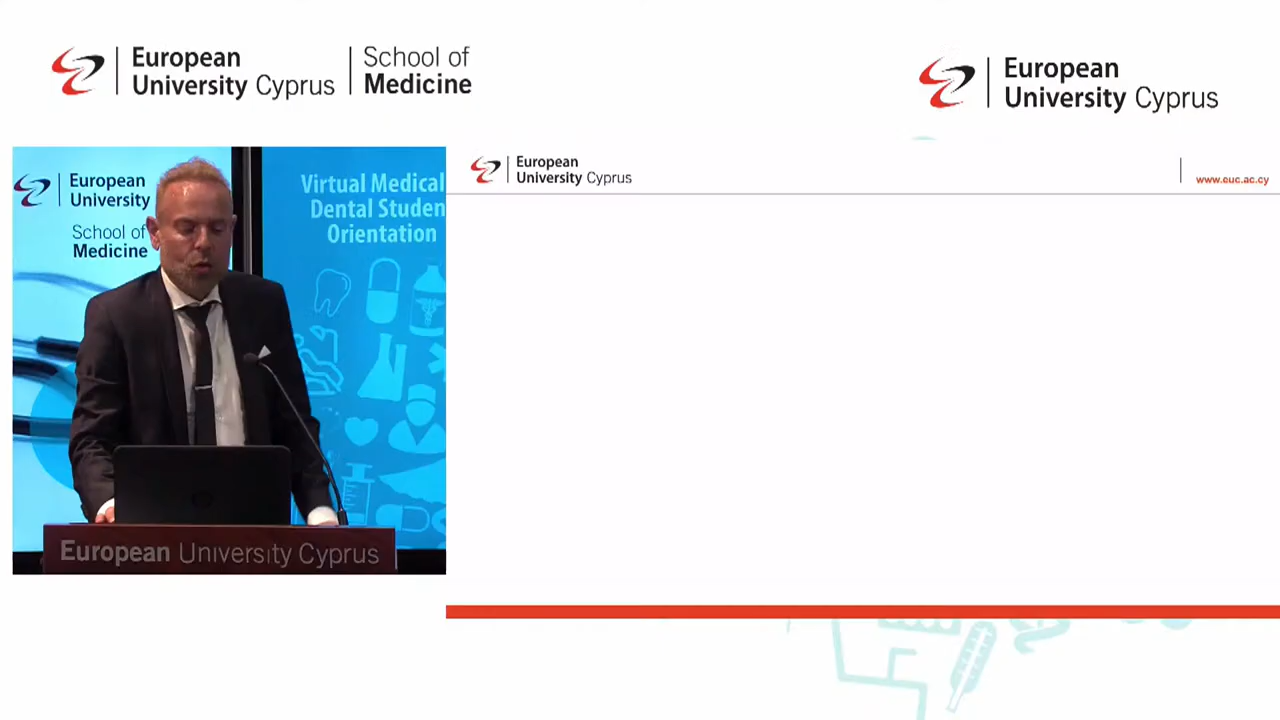 European
University Cyprus
School of
Medicine
European
University Cyprus
European
University Cyprus
www.euc.ac.cy
European
University
School of
Medicine
Virtual Medical
Dental Studen
Orientation
European University Cyprus